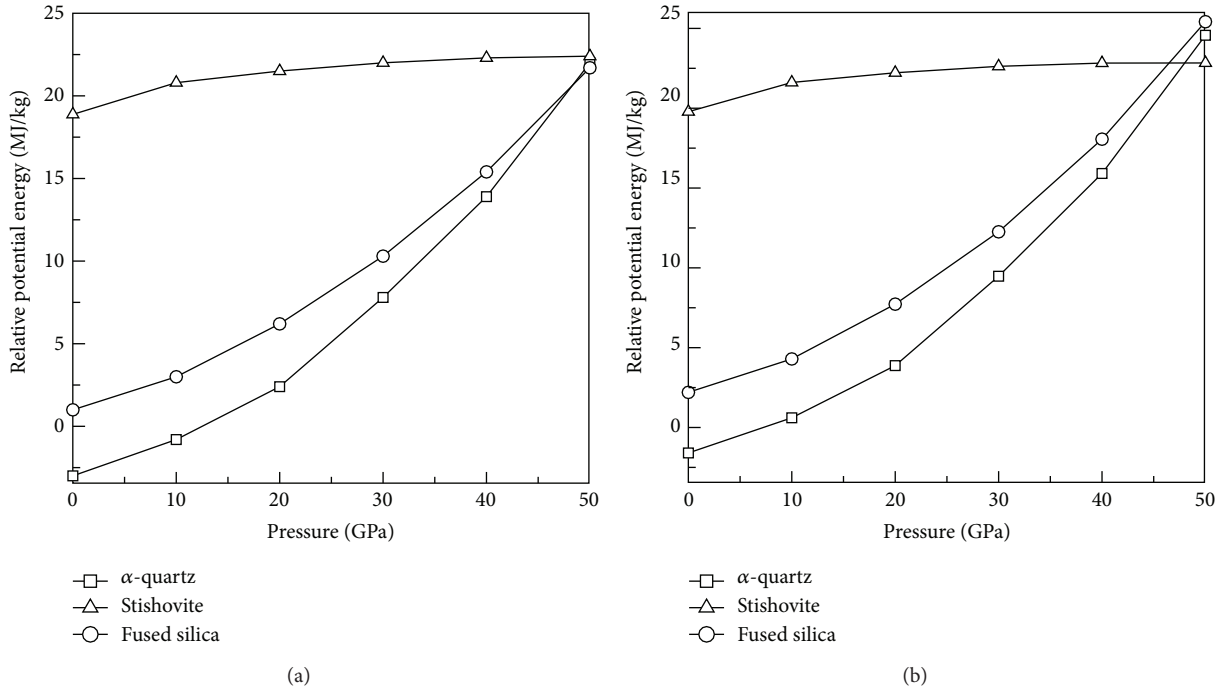 25
20
15
10
5
0
Relative potential energy (MJ/kg)
0 10 20 30 40 50
Pressure (GPa)
α-quartz
Stishovite
Fused silica
(a)
25
20
15
10
5
0
Relative potential energy (MJ/kg)
0 10 20 30 40 50
Pressure (GPa)
α-quartz
Stishovite
Fused silica
(b)